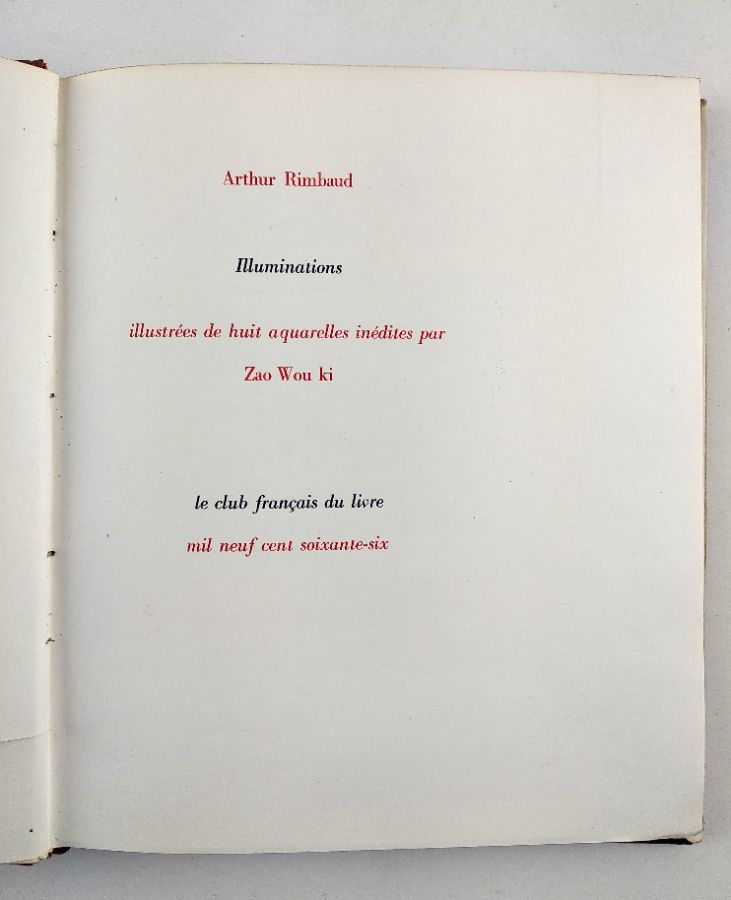 Arthur Rimbaud
Illuminations
illustrées de huit aquarelles inédites par
Zao Wou ki
le club français du livre
mil neuf cent soixante-six